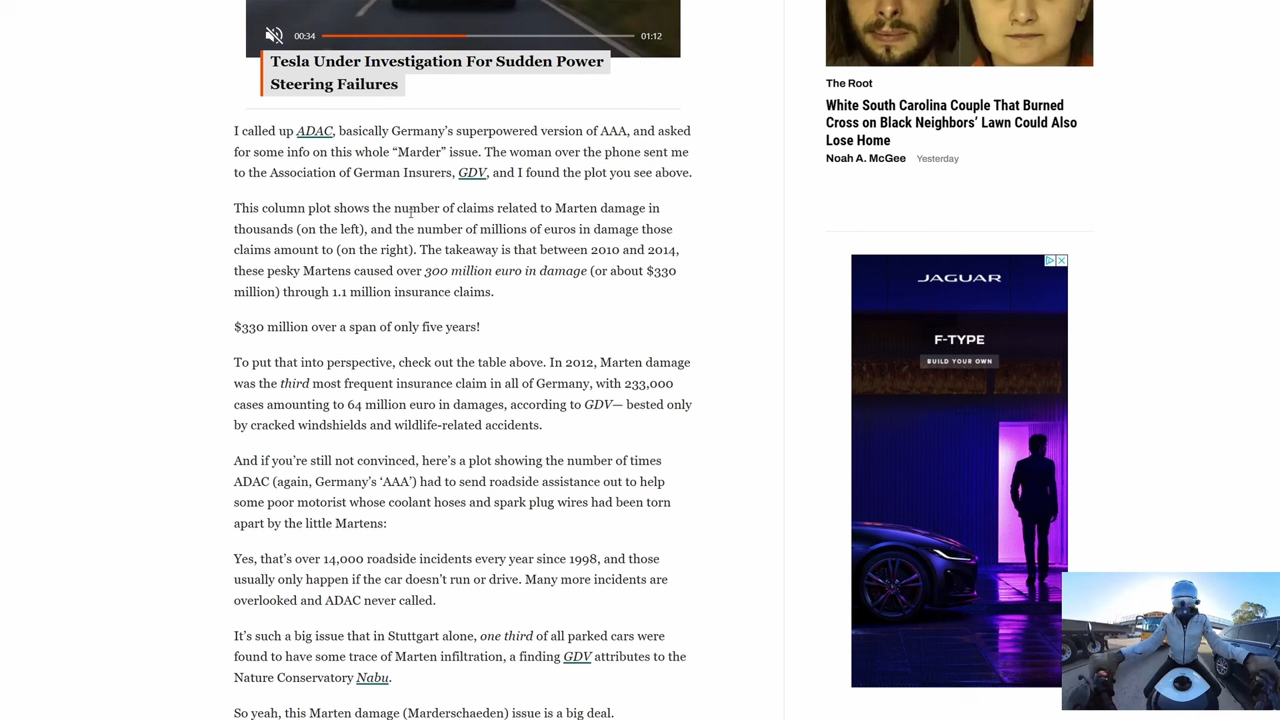 00:34
01:12
Tesla Under Investigation For Sudden Power
Steering Failures
I called up ADAC, basically Germany’s superpowered version of AAA, and asked
for some info on this whole “Marder” issue. The woman over the phone sent me
to the Association of German Insurers, GDV, and I found the plot you see above.
This column plot shows the number of claims related to Marten damage in
thousands (on the left), and the number of millions of euros in damage those
claims amount to (on the right). The takeaway is that between 2010 and 2014,
these pesky Martens caused over 300 million euro in damage (or about $330
million) through 1.1 million insurance claims.
$330 million over a span of only five years!
To put that into perspective, check out the table above. In 2012, Marten damage
was the third most frequent insurance claim in all of Germany, with 233,000
cases amounting to 64 million euro in damages, according to GDV— bested only
by cracked windshields and wildlife-related accidents.
And if you’re still not convinced, here’s a plot showing the number of times
ADAC (again, Germany’s ‘AAA’) had to send roadside assistance out to help
some poor motorist whose coolant hoses and spark plug wires had been torn
apart by the little Martens:
Yes, that’s over 14,000 roadside incidents every year since 1998, and those
usually only happen if the car doesn’t run or drive. Many more incidents are
overlooked and ADAC never called.
It’s such a big issue that in Stuttgart alone, one third of all parked cars were
found to have some trace of Marten infiltration, a finding GDV attributes to the
Nature Conservatory Nabu.
So yeah, this Marten damage (Marderschaeden) issue is a big deal.
The Root
White South Carolina Couple That Burned
Cross on Black Neighbors’ Lawn Could Also
Lose Home
Noah A. McGee Yesterday
JAGUAR
F-TYPE
BUILD YOUR OWN